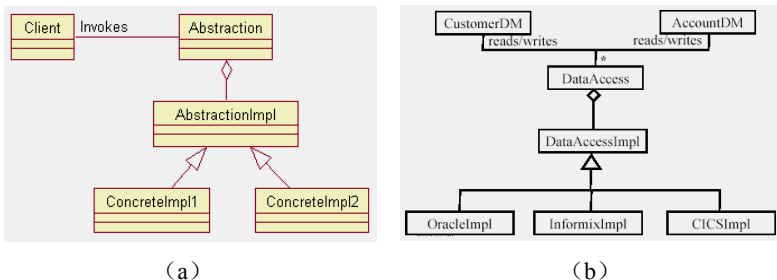 Client
Invokes
Abstraction
AbstractionImpl
ConcreteImpl1
ConcreteImpl2
(a)
CustomerDM
AccountDM
reads/writes
reads/writes
*
DataAccess
DataAccessImpl
OracleImpl
InformixImpl
CICSImpl
(b)